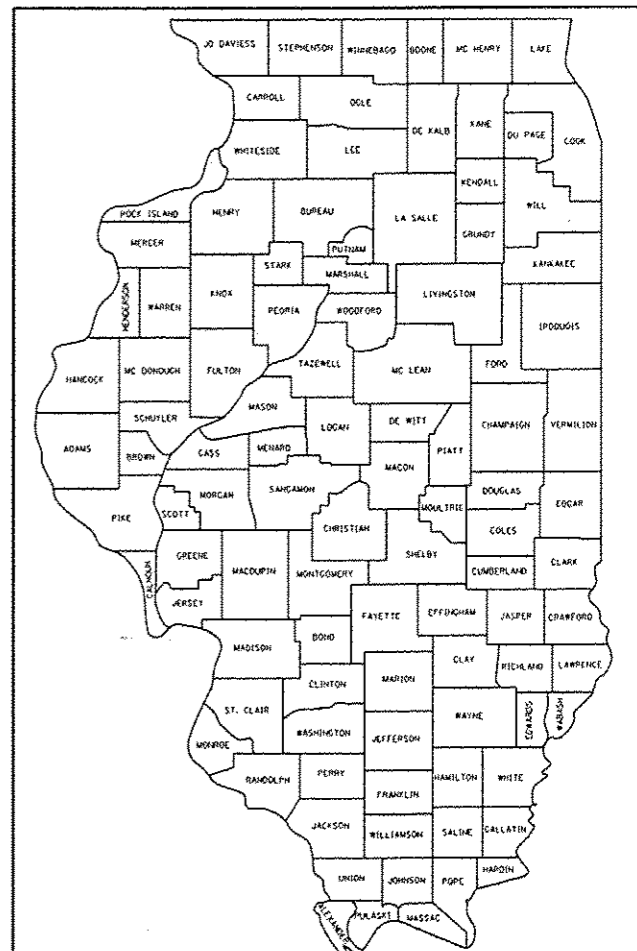 JO DAVIESS
STEPHENSON
WINNEBAGO
BOONE
MC HENRY
LAKE
CARROLL
OGLE
DE KALB
KANE
DU PAGE
COOK
WHITESIDE
LEE
KENDALL
WILL
ROCK ISLAND
HENRY
BUREAU
LA SALLE
GRUNDY
MERCER
PUTNAM
KANKAKEE
STARK
MARSHALL
HENDERSON
WARREN
KNOX
PEORIA
WOODFORD
LIVINGSTON
IROQUOIS
HANCOCK
MC DONOUGH
FULTON
TAZEWELL
MC LEAN
FORD
SCHUYLER
MASON
LOGAN
DE WITT
CHAMPAIGN
VERMILION
ADAMS
BROWN
CASS
MENARD
MACON
PIATT
PIKE
SCOTT
MORGAN
SANGAMON
MOULTRIE
DOUGLAS
EDGAR
CHRISTIAN
COLES
CALHOUN
GREENE
MACOUPIN
MONTGOMERY
SHELBY
CUMBERLAND
CLARK
JERSEY
FAYETTE
EFFINGHAM
JASPER
CRAWFORD
MADISON
BOND
CLAY
RICHLAND
LAWRENCE
CLINTON
MARION
ST. CLAIR
WAYNE
EDWARDS
WABASH
MONROE
WASHINGTON
JEFFERSON
RANDOLPH
PERRY
HAMILTON
WHITE
FRANKLIN
JACKSON
WILLIAMSON
SALINE
GALLATIN
UNION
JOHNSON
POPE
HARDIN
ALEXANDER
PULASKI
MASSAC